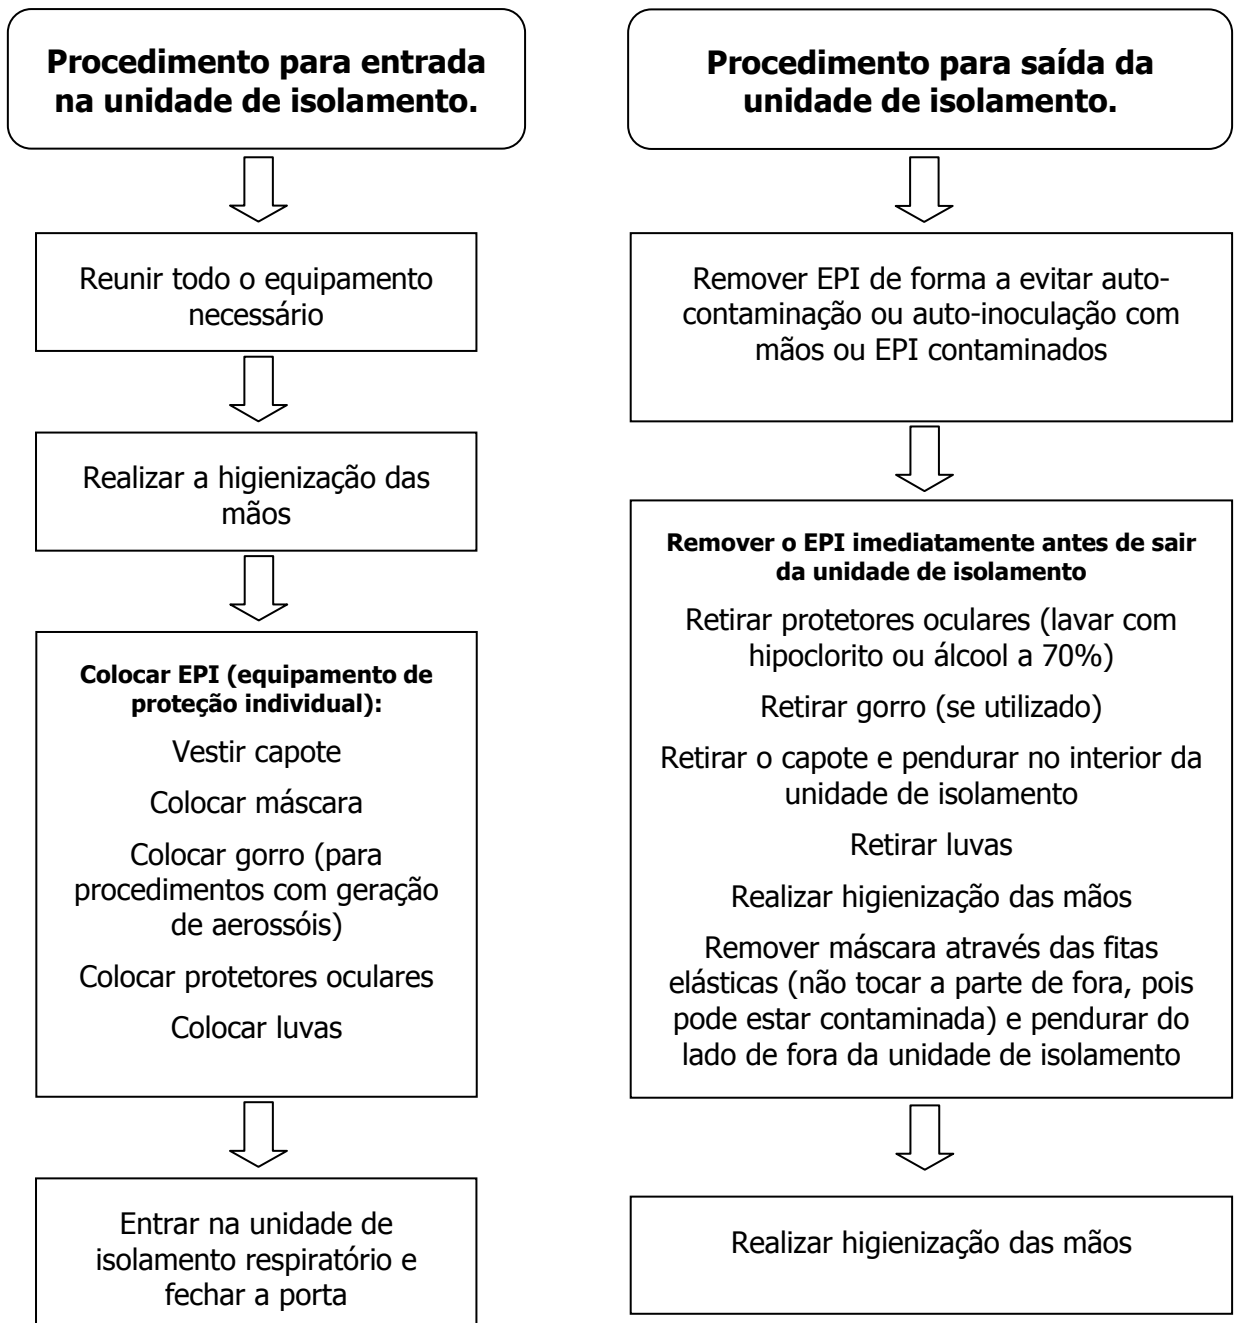 Procedimento para entrada
na unidade de isolamento.
Reunir todo o equipamento
necessário
Realizar a higienização das
mãos
Colocar EPI (equipamento de
proteção individual):
Vestir capote
Colocar máscara
Colocar gorro (para
procedimentos com geração
de aerossóis)
Colocar protetores oculares
Colocar luvas
Entrar na unidade de
isolamento respiratório e
fechar a porta
Procedimento para saída da
unidade de isolamento.
Remover EPI de forma a evitar auto-
contaminação ou auto-inoculação com
mãos ou EPI contaminados
Remover o EPI imediatamente antes de sair
da unidade de isolamento
Retirar protetores oculares (lavar com
hipoclorito ou álcool a 70%)
Retirar gorro (se utilizado)
Retirar o capote e pendurar no interior da
unidade de isolamento
Retirar luvas
Realizar higienização das mãos
Remover máscara através das fitas
elásticas (não tocar a parte de fora, pois
pode estar contaminada) e pendurar do
lado de fora da unidade de isolamento
Realizar higienização das mãos